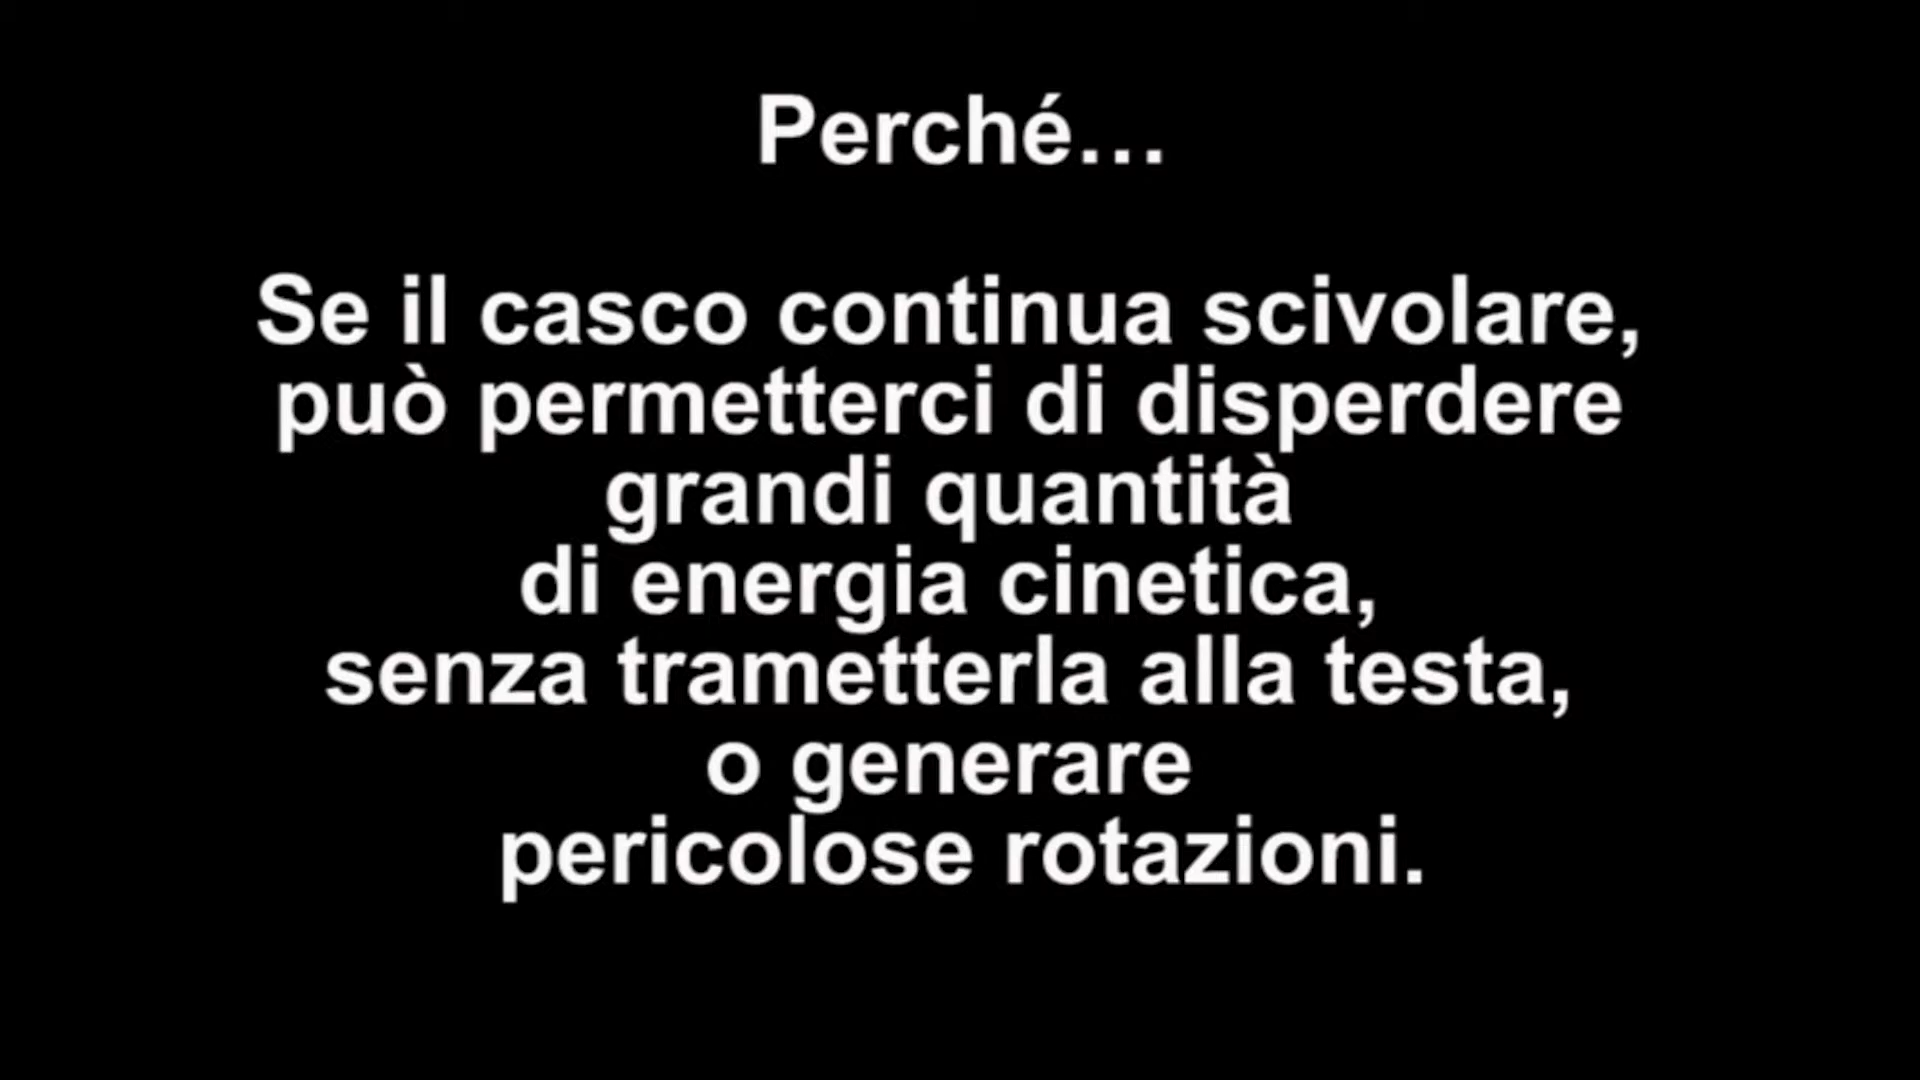 Perché...
Se il casco continua scivolare,
può permetterci di disperdere
grandi quantità
di energia cinetica,
senza trametterla alla testa,
o generare
pericolose rotazioni.